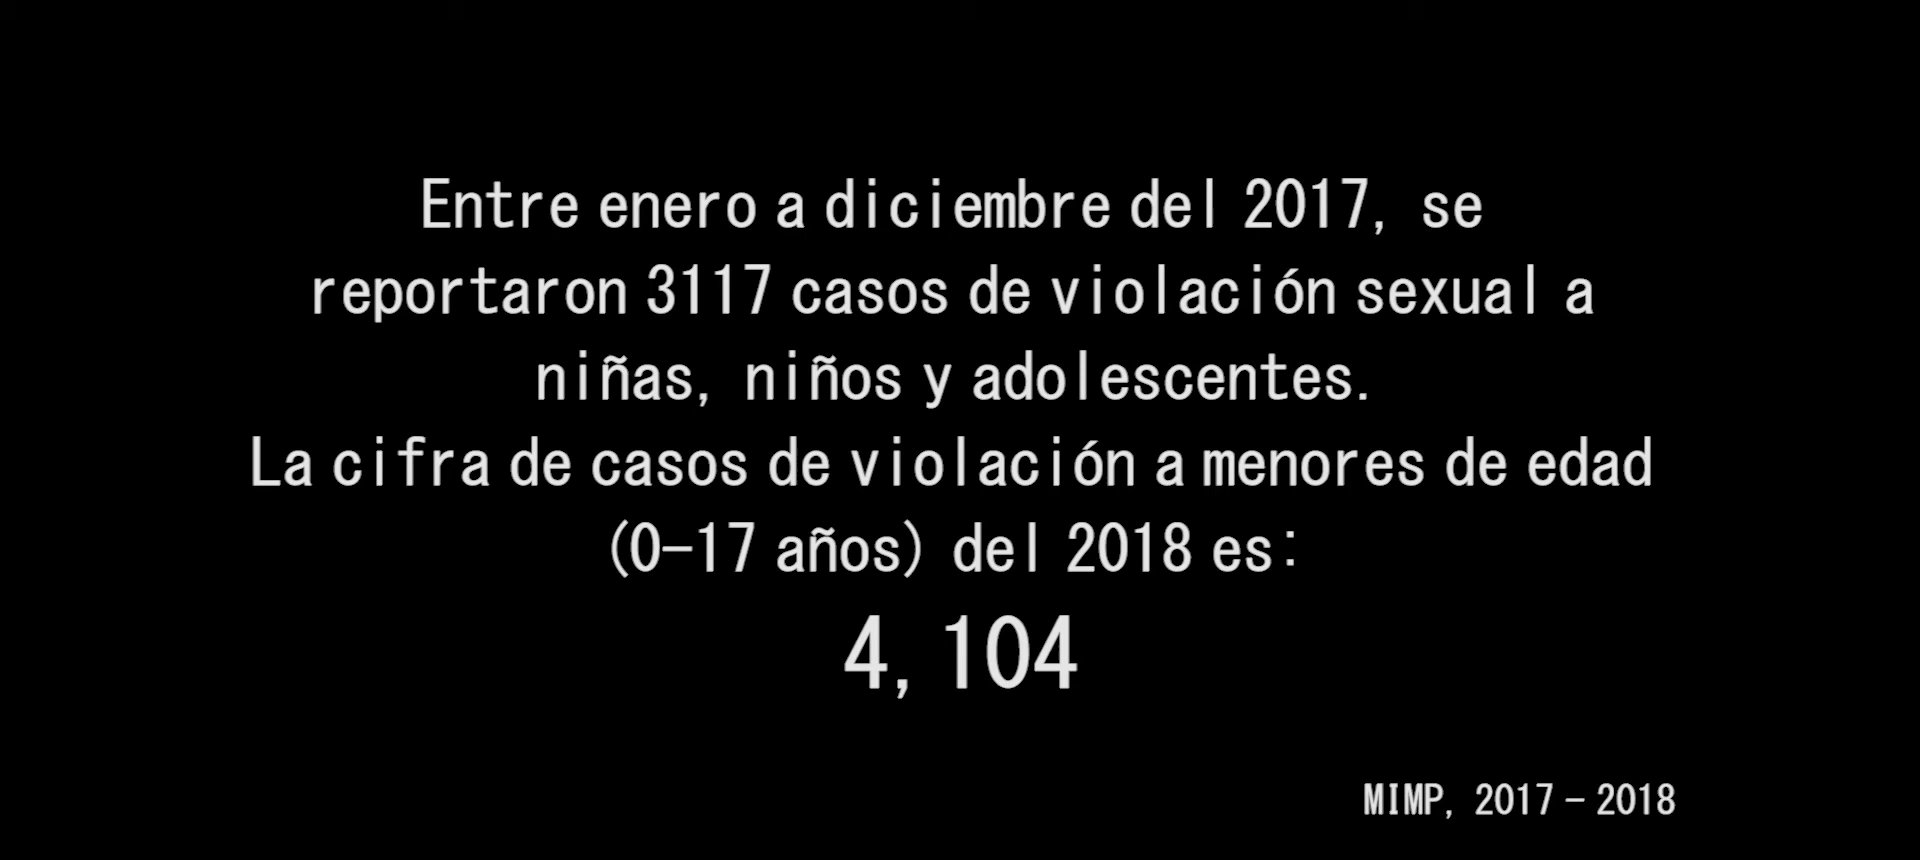 Entre enero a diciembre del 2017, se
reportaron 3117 casos de violación sexual a
niñas, niños y adolescentes.
La cifra de casos de violación a menores de edad
(0-17 años) del 2018 es:
4,104
MIMP, 2017 - 2018